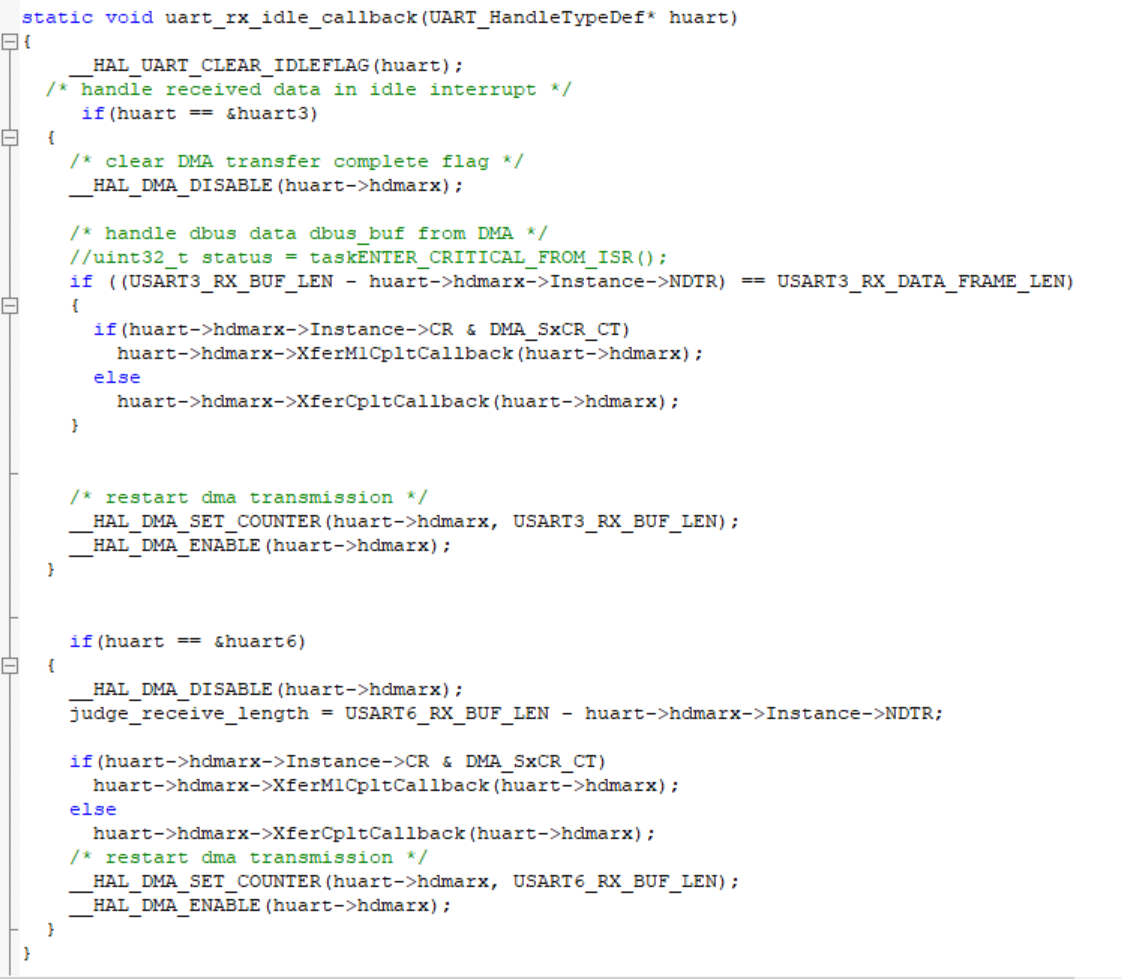 static void uart_rx_idle_callback(UART_HandleTypeDef* huart)
{
    __HAL_UART_CLEAR_IDLEFLAG(huart);
  /* handle received data in idle interrupt */
     if(huart == &huart3)
  {
    /* clear DMA transfer complete flag */
    __HAL_DMA_DISABLE(huart->hdmarx);
    /* handle dbus data dbus_buf from DMA */
    //uint32_t status = taskENTER_CRITICAL_FROM_ISR();
    if ((USART3_RX_BUF_LEN - huart->hdmarx->Instance->NDTR) == USART3_RX_DATA_FRAME_LEN)
    {
      if(huart->hdmarx->Instance->CR & DMA_SxCR_CT)
        huart->hdmarx->XferM1CpltCallback(huart->hdmarx);
      else
        huart->hdmarx->XferCpltCallback(huart->hdmarx);
    }
    /* restart dma transmission */
    __HAL_DMA_SET_COUNTER(huart->hdmarx, USART3_RX_BUF_LEN);
    __HAL_DMA_ENABLE(huart->hdmarx);
  }
    if(huart == &huart6)
  {
    __HAL_DMA_DISABLE(huart->hdmarx);
    judge_receive_length = USART6_RX_BUF_LEN - huart->hdmarx->Instance->NDTR;
    if(huart->hdmarx->Instance->CR & DMA_SxCR_CT)
      huart->hdmarx->XferM1CpltCallback(huart->hdmarx);
    else
      huart->hdmarx->XferCpltCallback(huart->hdmarx);
    /* restart dma transmission */
    __HAL_DMA_SET_COUNTER(huart->hdmarx, USART6_RX_BUF_LEN);
    __HAL_DMA_ENABLE(huart->hdmarx);
  }
}